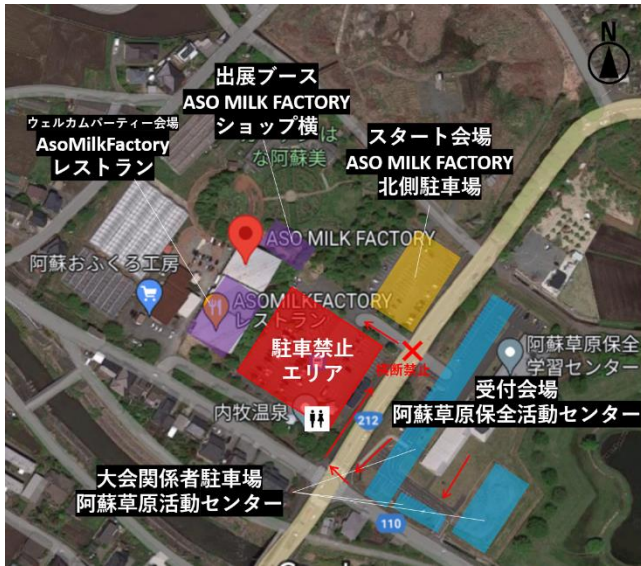 N
出展ブース
ASO MILK FACTORY
ショップ横
ウェルカムパーティー会場
AsoMilkFactory
レストラン
スタート会場
ASO MILK FACTORY
北側駐車場
な阿蘇美
ASO MILK FACTORY
阿蘇おふくろ工房
ASOMILKFACTORY
レストラン
駐車禁止
エリア
横断禁止
阿蘇草原保全
学習センター
受付会場
阿蘇草原保全活動センター
内牧温泉
212
大会関係者駐車場
阿蘇草原活動センター
110